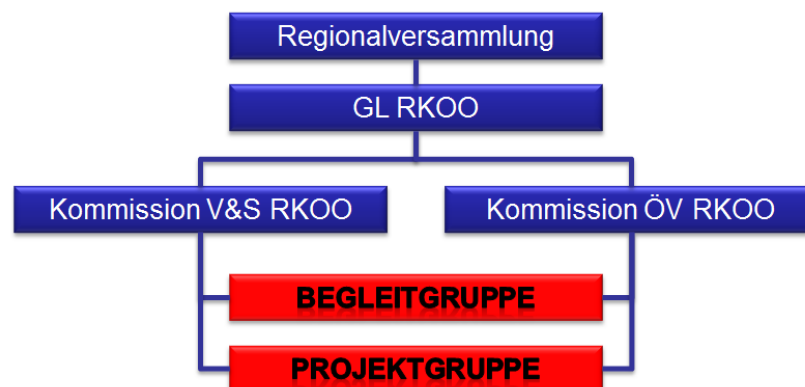 Regionalversammlung
GL RKOO
Kommission V&S RKOO
Kommission ÖV RKOO
BEGLEITGRUPPE
PROJEKTGRUPPE